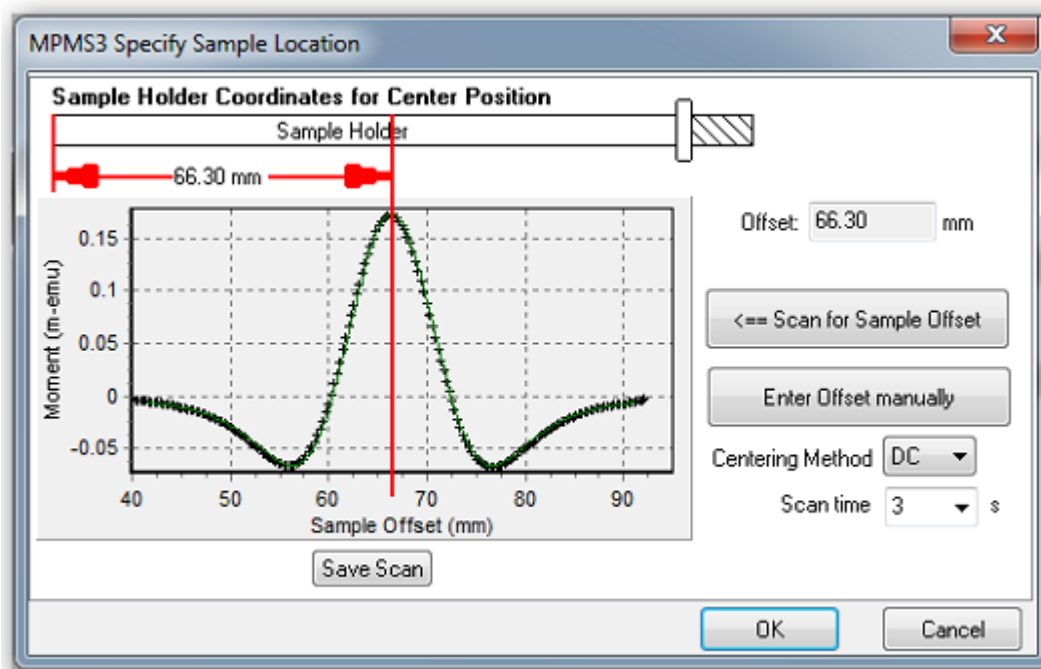 MPMS3 Specify Sample Location
X
Sample Holder Coordinates for Center Position
Sample Holder
66.30 mm
Offset: 66.30 mm
<== Scan for Sample Offset
Enter Offset manually
Centering Method DC
Scan time 3 s
Moment (m-emu)
0.15
0.1
0.05
0
-0.05
40 50 60 70 80 90
Sample Offset (mm)
Save Scan
OK Cancel